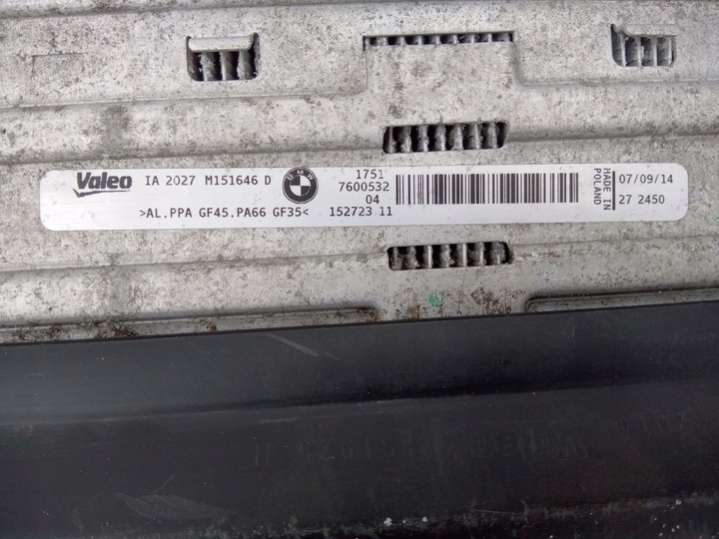 Valeo IA 2027 M151646 D
>AL.PPA GF45.PA66 GF35<
BMW
1751
7600532
04
152723 11
MADE IN
POLAND
07/09/14
27 2450